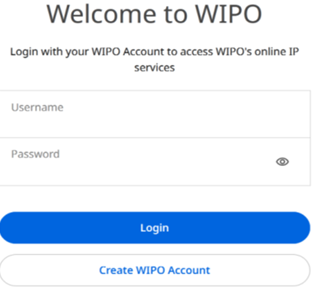 Welcome to WIPO
Login with your WIPO Account to access WIPO's online IP
services
Username
Password
Login
Create WIPO Account